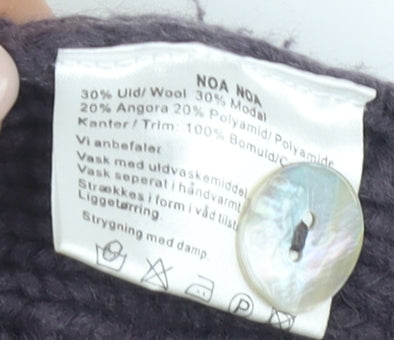 NOA NOA
30% Uld/Wool 30% Modal
20% Angora 20% Polyamid/Polyamide
Kanter / Trim: 100% Bomuld/C
Vi anbefaler
Vask med uldvaskemiddel
Vask seperat i håndvarmt
Strækkes i form i våd tilst
Liggetørring.
Strygning med damp.
P